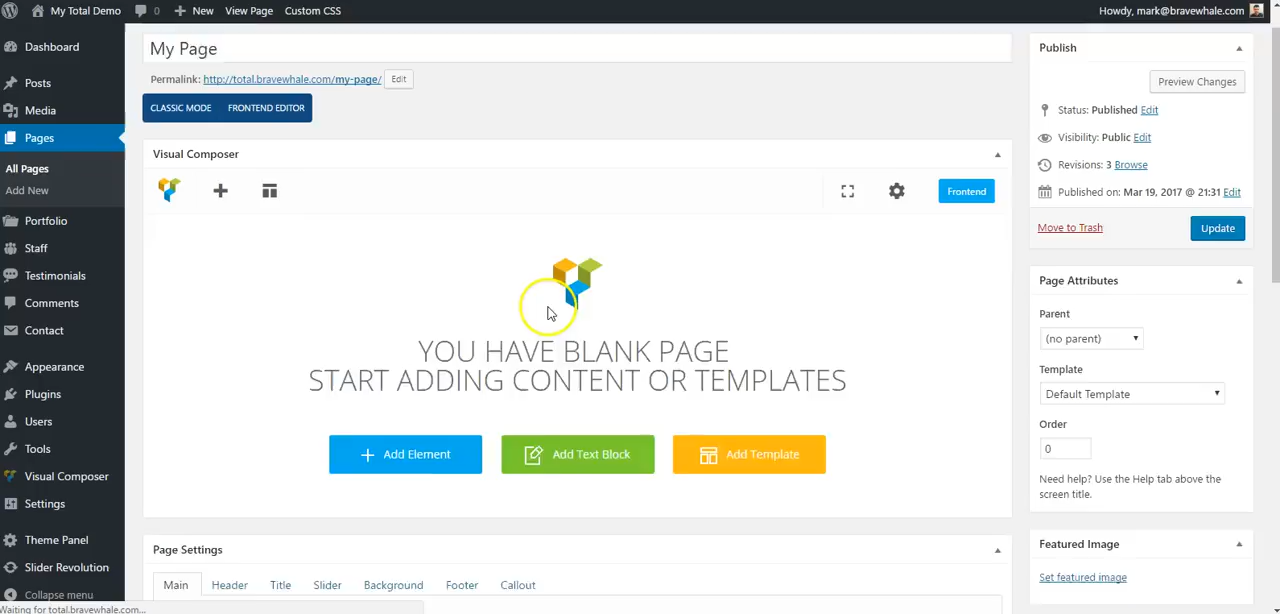 My Total Demo
0
New
View Page
Custom CSS
Howdy, mark@bravewhale.com
Dashboard
Posts
Media
Pages
All Pages
Add New
Portfolio
Staff
Testimonials
Comments
Contact
Appearance
Plugins
Users
Tools
Visual Composer
Settings
Theme Panel
Slider Revolution
Collapse menu
Waiting for total.bravewhale.com...
My Page
Permalink: http://total.bravewhale.com/my-page/ Edit
CLASSIC MODE FRONTEND EDITOR
Visual Composer
Frontend
YOU HAVE BLANK PAGE
START ADDING CONTENT OR TEMPLATES
Add Element
Add Text Block
Add Template
Page Settings
Main Header Title Slider Background Footer Callout
Publish
Preview Changes
Status: Published Edit
Visibility: Public Edit
Revisions: 3 Browse
Published on: Mar 19, 2017 @ 21:31 Edit
Move to Trash
Update
Page Attributes
Parent
(no parent)
Template
Default Template
Order
0
Need help? Use the Help tab above the
screen title.
Featured Image
Set featured image